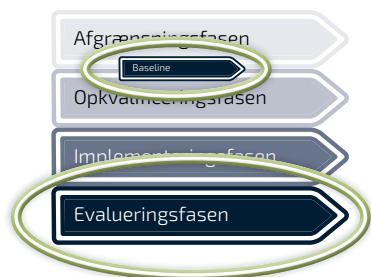 Afgrænsningsfasen
Baseline
Opkvalificeringsfasen
Implementeringsfasen
Evalueringsfasen